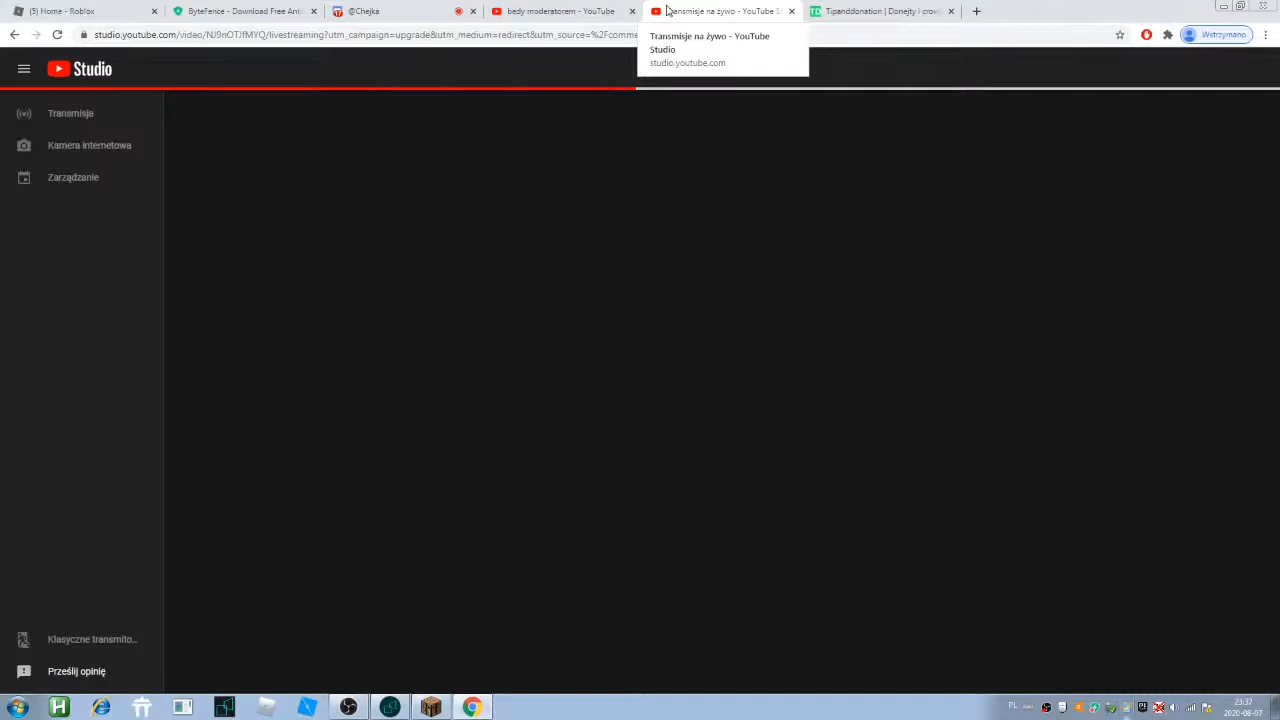 (5) Home - Roblox
ByteFence - Download Free Anti
@Chejka
bedy moderatorem - YouTube
Transmisje na żywo - YouTube S
Tipanddonation | Donejty i prowi
studio.youtube.com/video/NJ9nOTJfMYQ/livestreaming?utm_campaign=upgrade&utm_medium=redirect&utm_source=%2Fcomme
Wstrzymano
Transmisje na żywo - YouTube
Studio
studio.youtube.com
Studio
Transmisja
Kamera internetowa
Zarządzanie
Klasyczne transmito...
Prześlij opinię
PL
23:37
2020-08-07